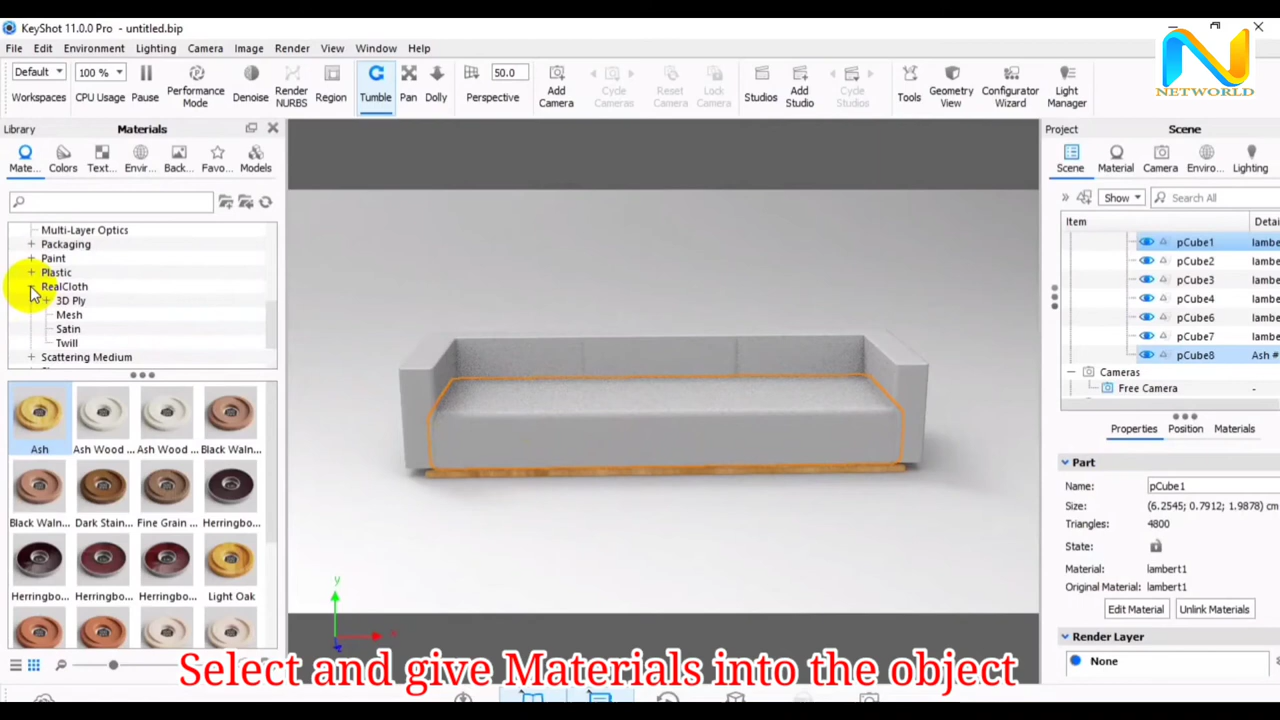 KeyShot 11.0.0 Pro - untitled.bip
File Edit Environment Lighting Camera Image Render View Window Help
NETWORLD
Default 100 % 50.0
Workspaces CPU Usage Pause Performance Mode Denoise Render NURBS Region Tumble Pan Dolly Perspective Add Camera Cycle Cameras Reset Camera Lock Camera Studios Add Studio Cycle Studios Tools Geometry View Configurator Wizard Light Manager
Library Materials
Mate... Colors Text... Envir... Back... Favo... Models
Multi-Layer Optics
Packaging
Paint
Plastic
RealCloth
3D Ply
Mesh
Satin
Twill
Scattering Medium
Ash Ash Wood ... Ash Wood ... Black Waln...
Black Waln... Dark Stain... Fine Grain ... Herringbo...
Herringbo... Herringbo... Herringbo... Light Oak
y
Project Scene
Scene Material Camera Enviro... Lighting
Show Search All
Item Detai
pCube1 lambe
pCube2 lambe
pCube3 lambe
pCube4 lambe
pCube6 lambe
pCube7 lambe
pCube8 Ash #
Cameras
Free Camera -
Properties Position Materials
Part
Name: pCube1
Size: (6.2545; 0.7912; 1.9878) cm
Triangles: 4800
State:
Material: lambert1
Original Material: lambert1
Edit Material Unlink Materials
Render Layer
None
Select and give Materials into the object